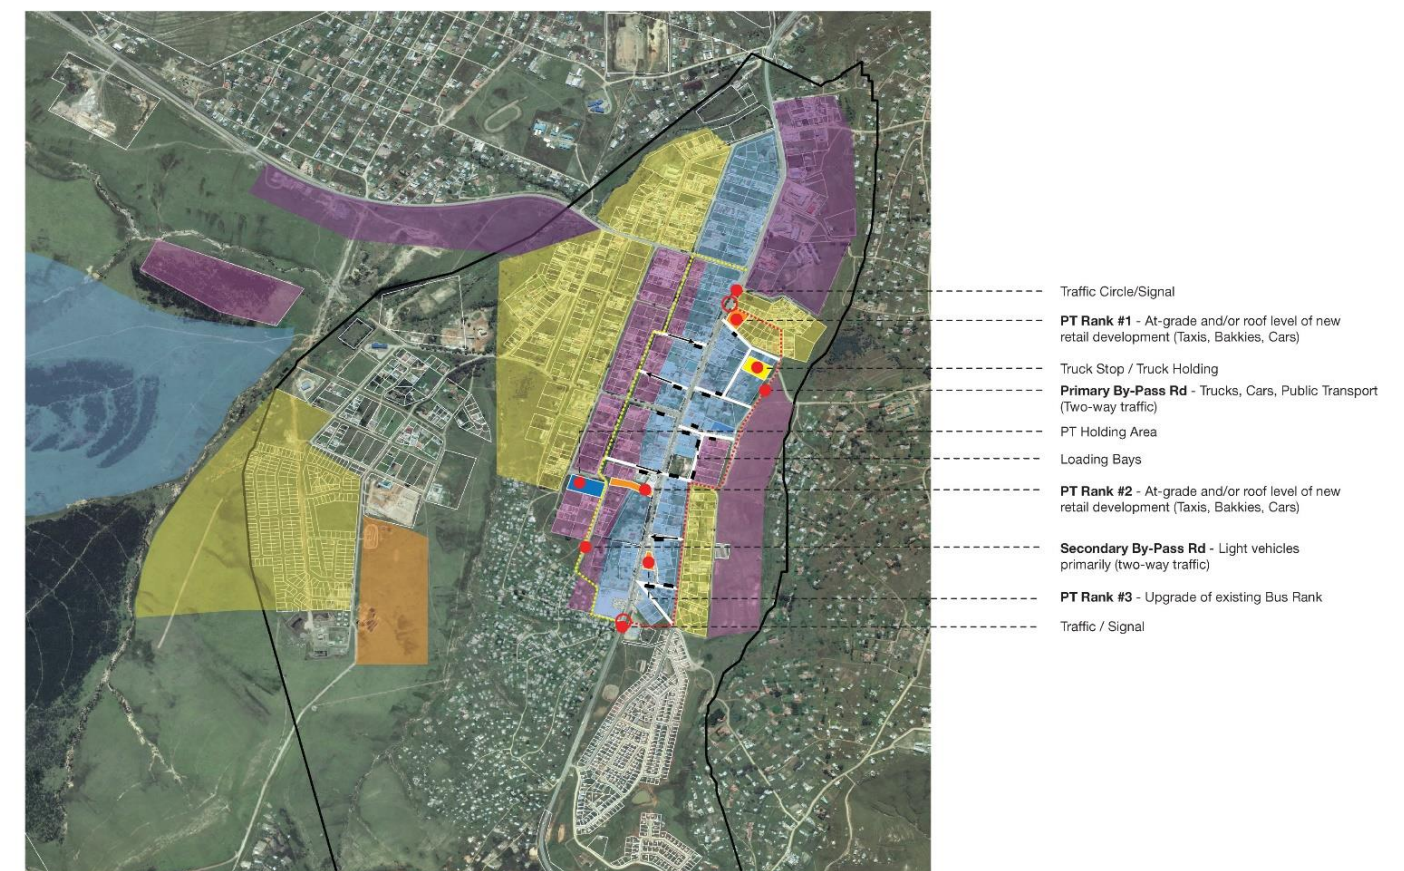 Traffic Circle/Signal
PT Rank #1 - At-grade and/or roof level of new
retail development (Taxis, Bakkies, Cars)
Truck Stop / Truck Holding
Primary By-Pass Rd - Trucks, Cars, Public Transport
(Two-way traffic)
PT Holding Area
Loading Bays
PT Rank #2 - At-grade and/or roof level of new
retail development (Taxis, Bakkies, Cars)
Secondary By-Pass Rd - Light vehicles
primarily (two-way traffic)
PT Rank #3 - Upgrade of existing Bus Rank
Traffic / Signal